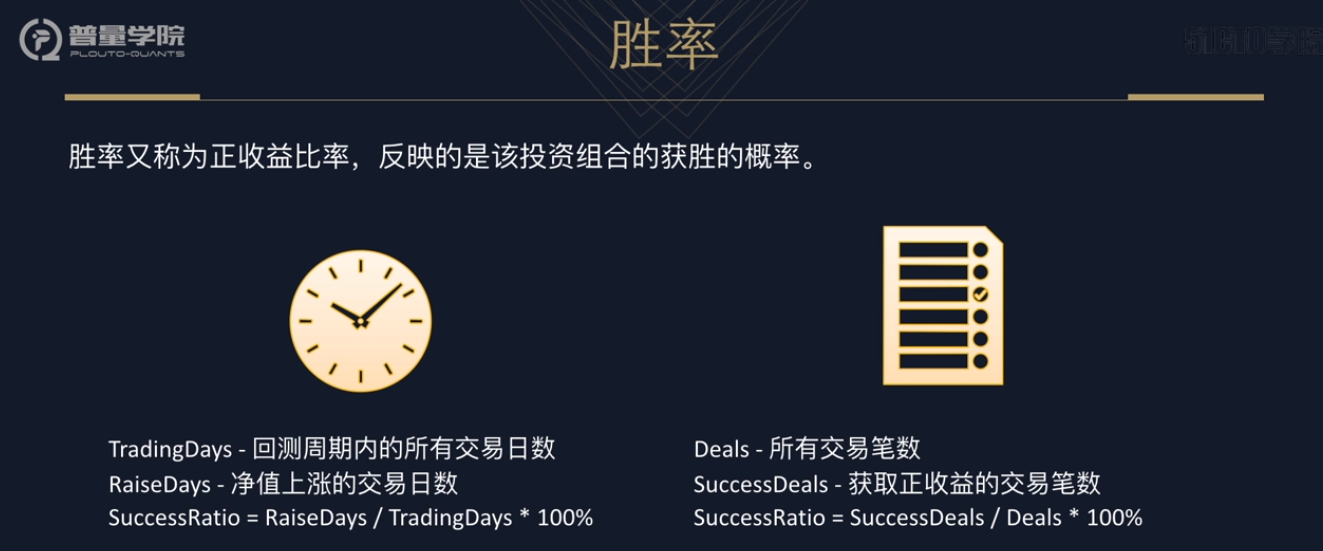 普量学院
PLOUTO-QUANTS
胜率
胜率又称为正收益比率，反映的是该投资组合的获胜的概率。
TradingDays - 回测周期内的所有交易日数
RaiseDays - 净值上涨的交易日数
SuccessRatio = RaiseDays / TradingDays * 100%
Deals - 所有交易笔数
SuccessDeals - 获取正收益的交易笔数
SuccessRatio = SuccessDeals / Deals * 100%